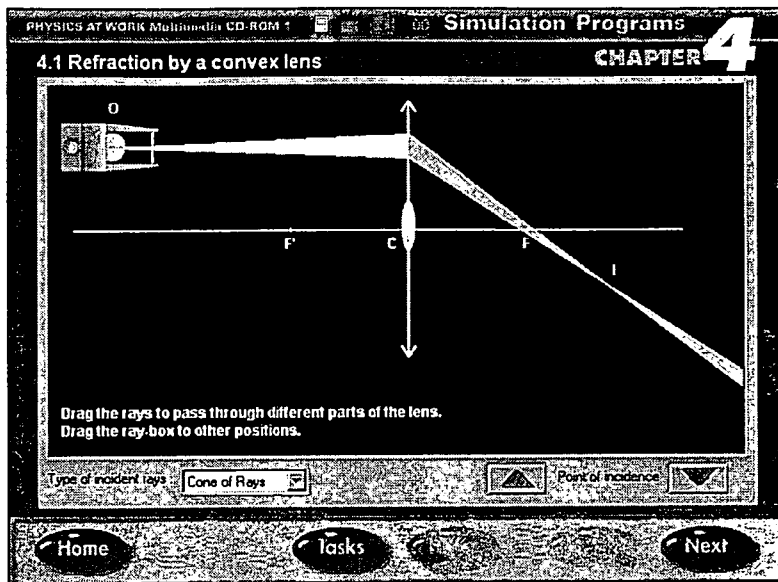 PHYSICS AT WORK Multimedia CD-ROM 1 Simulation Programs
4.1 Refraction by a convex lens CHAPTER 4
O
F' C F
I
Drag the rays to pass through different parts of the lens.
Drag the ray-box to other positions.
Type of incident rays Cone of Rays Point of incidence
Home Tasks Next